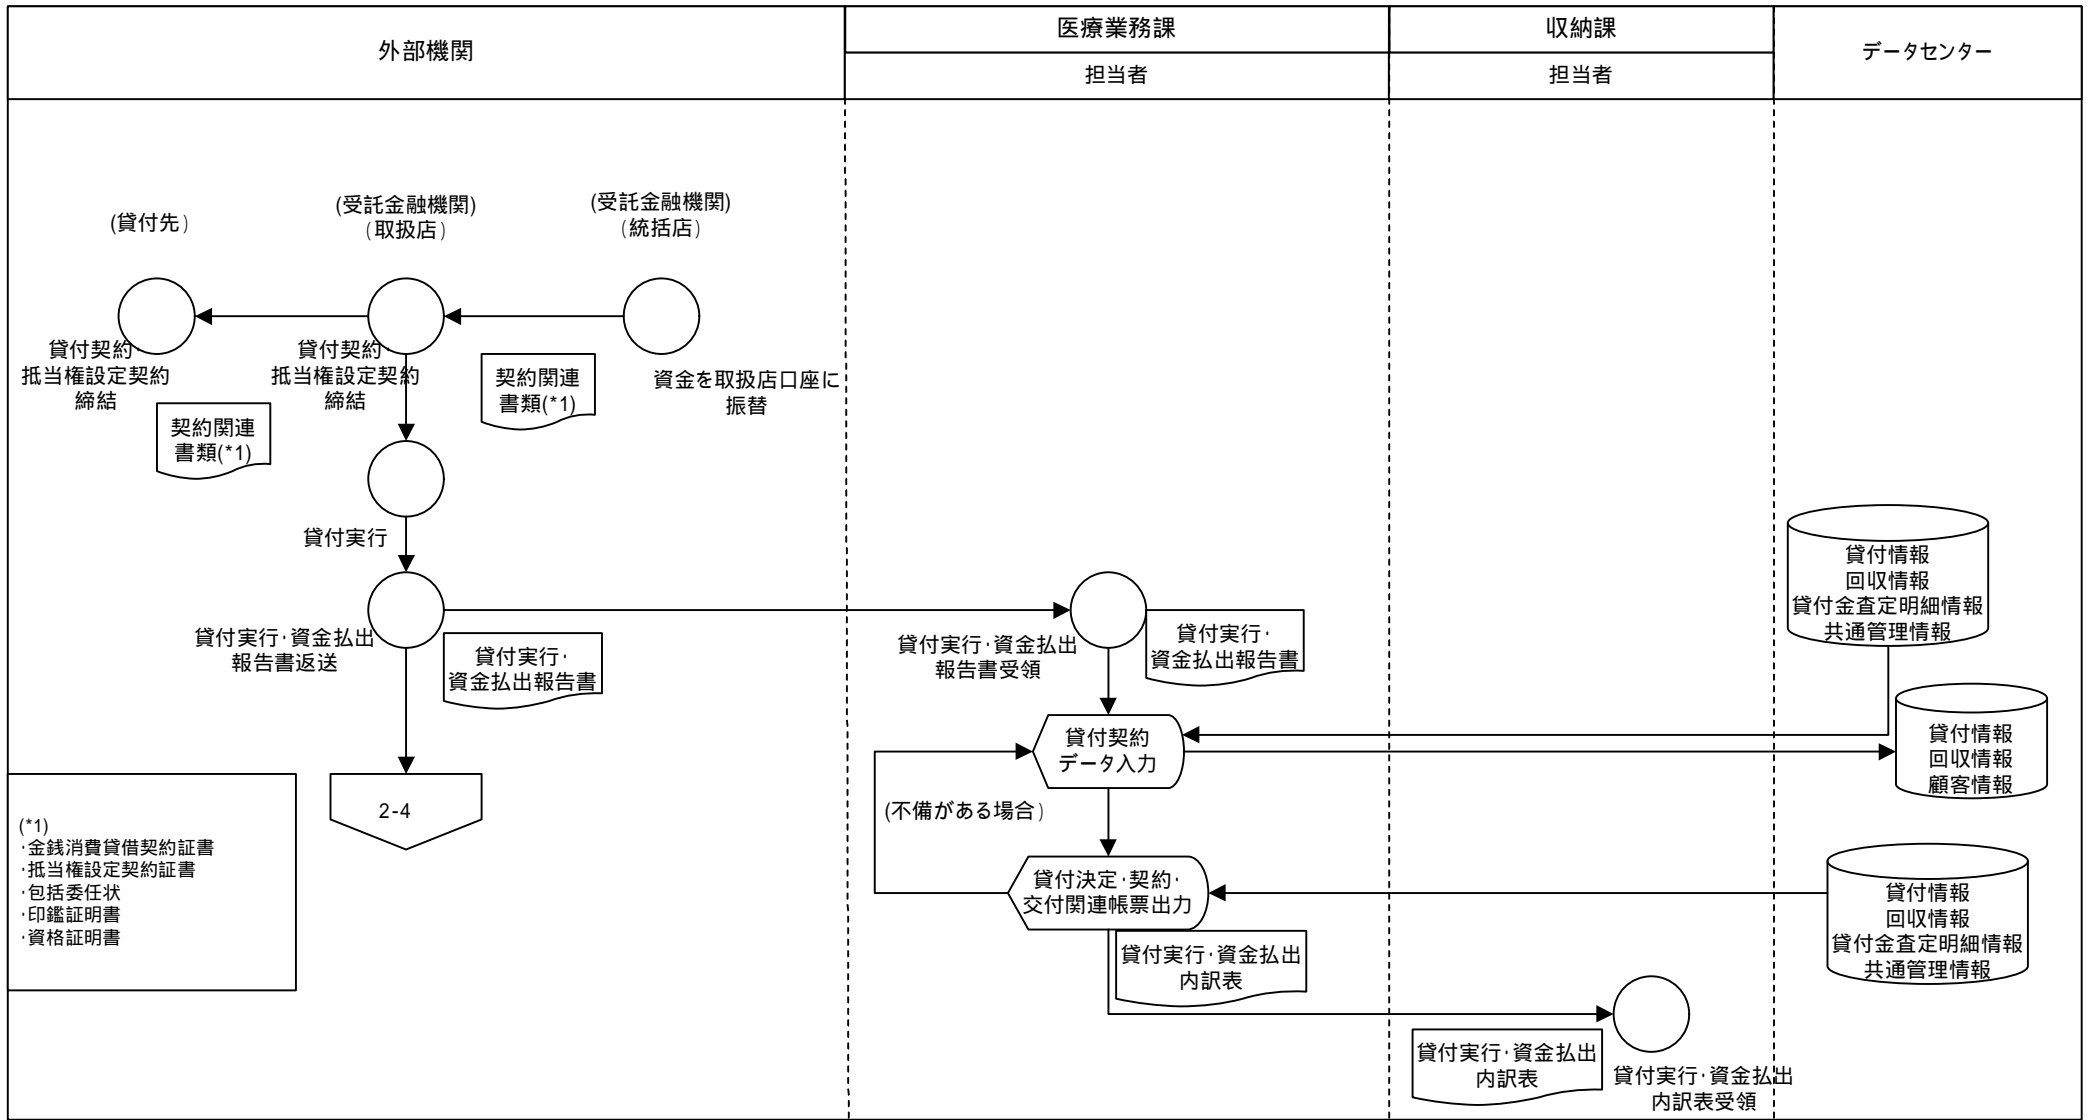 外部機関
医療業務課
担当者
収納課
担当者
データセンター
(貸付先)
(受託金融機関)
(取扱店)
(受託金融機関)
(統括店)
貸付契約・
抵当権設定契約
締結
貸付契約・
抵当権設定契約
締結
契約関連
書類(*1)
資金を取扱店口座に
振替
契約関連
書類(*1)
貸付実行
貸付実行・資金払出
報告書返送
貸付実行・
資金払出報告書
貸付実行・資金払出
報告書受領
貸付実行・
資金払出報告書
貸付情報
回収情報
貸付金査定明細情報
共通管理情報
貸付契約
データ入力
貸付情報
回収情報
顧客情報
(不備がある場合)
2-4
(*1)
・金銭消費貸借契約証書
・抵当権設定契約証書
・包括委任状
・印鑑証明書
・資格証明書
貸付決定・契約・
交付関連帳票出力
貸付情報
回収情報
貸付金査定明細情報
共通管理情報
貸付実行・資金払出
内訳表
貸付実行・資金払出
内訳表
貸付実行・資金払出
内訳表受領